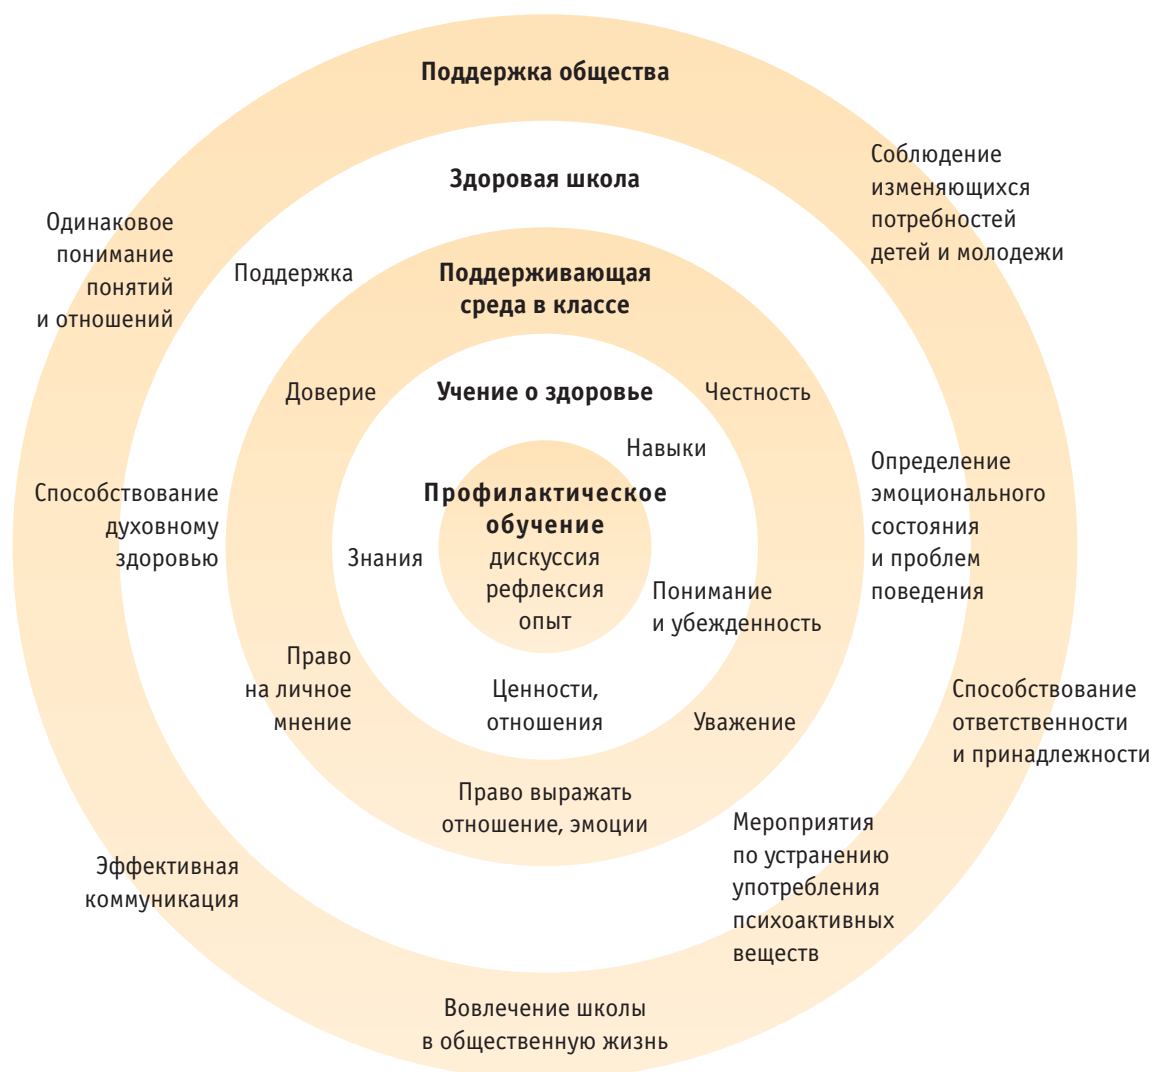 Поддержка общества
Соблюдение
изменяющихся
потребностей
детей и молодежи
Здоровая школа
Одинаковое
понимание
понятий
и отношений
Поддержка
Поддерживающая
среда в классе
Доверие
Учение о здоровье
Честность
Навыки
Определение
эмоционального
состояния
и проблем
поведения
Способствование
духовному
здоровью
Профилактическое
обучение
дискуссия
рефлексия
опыт
Знания
Понимание
и убежденность
Право
на личное
мнение
Ценности,
отношения
Уважение
Способствование
ответственности
и принадлежности
Право выражать
отношение, эмоции
Мероприятия
по устранению
употребления
психоактивных
веществ
Эффективная
коммуникация
Вовлечение школы
в общественную жизнь